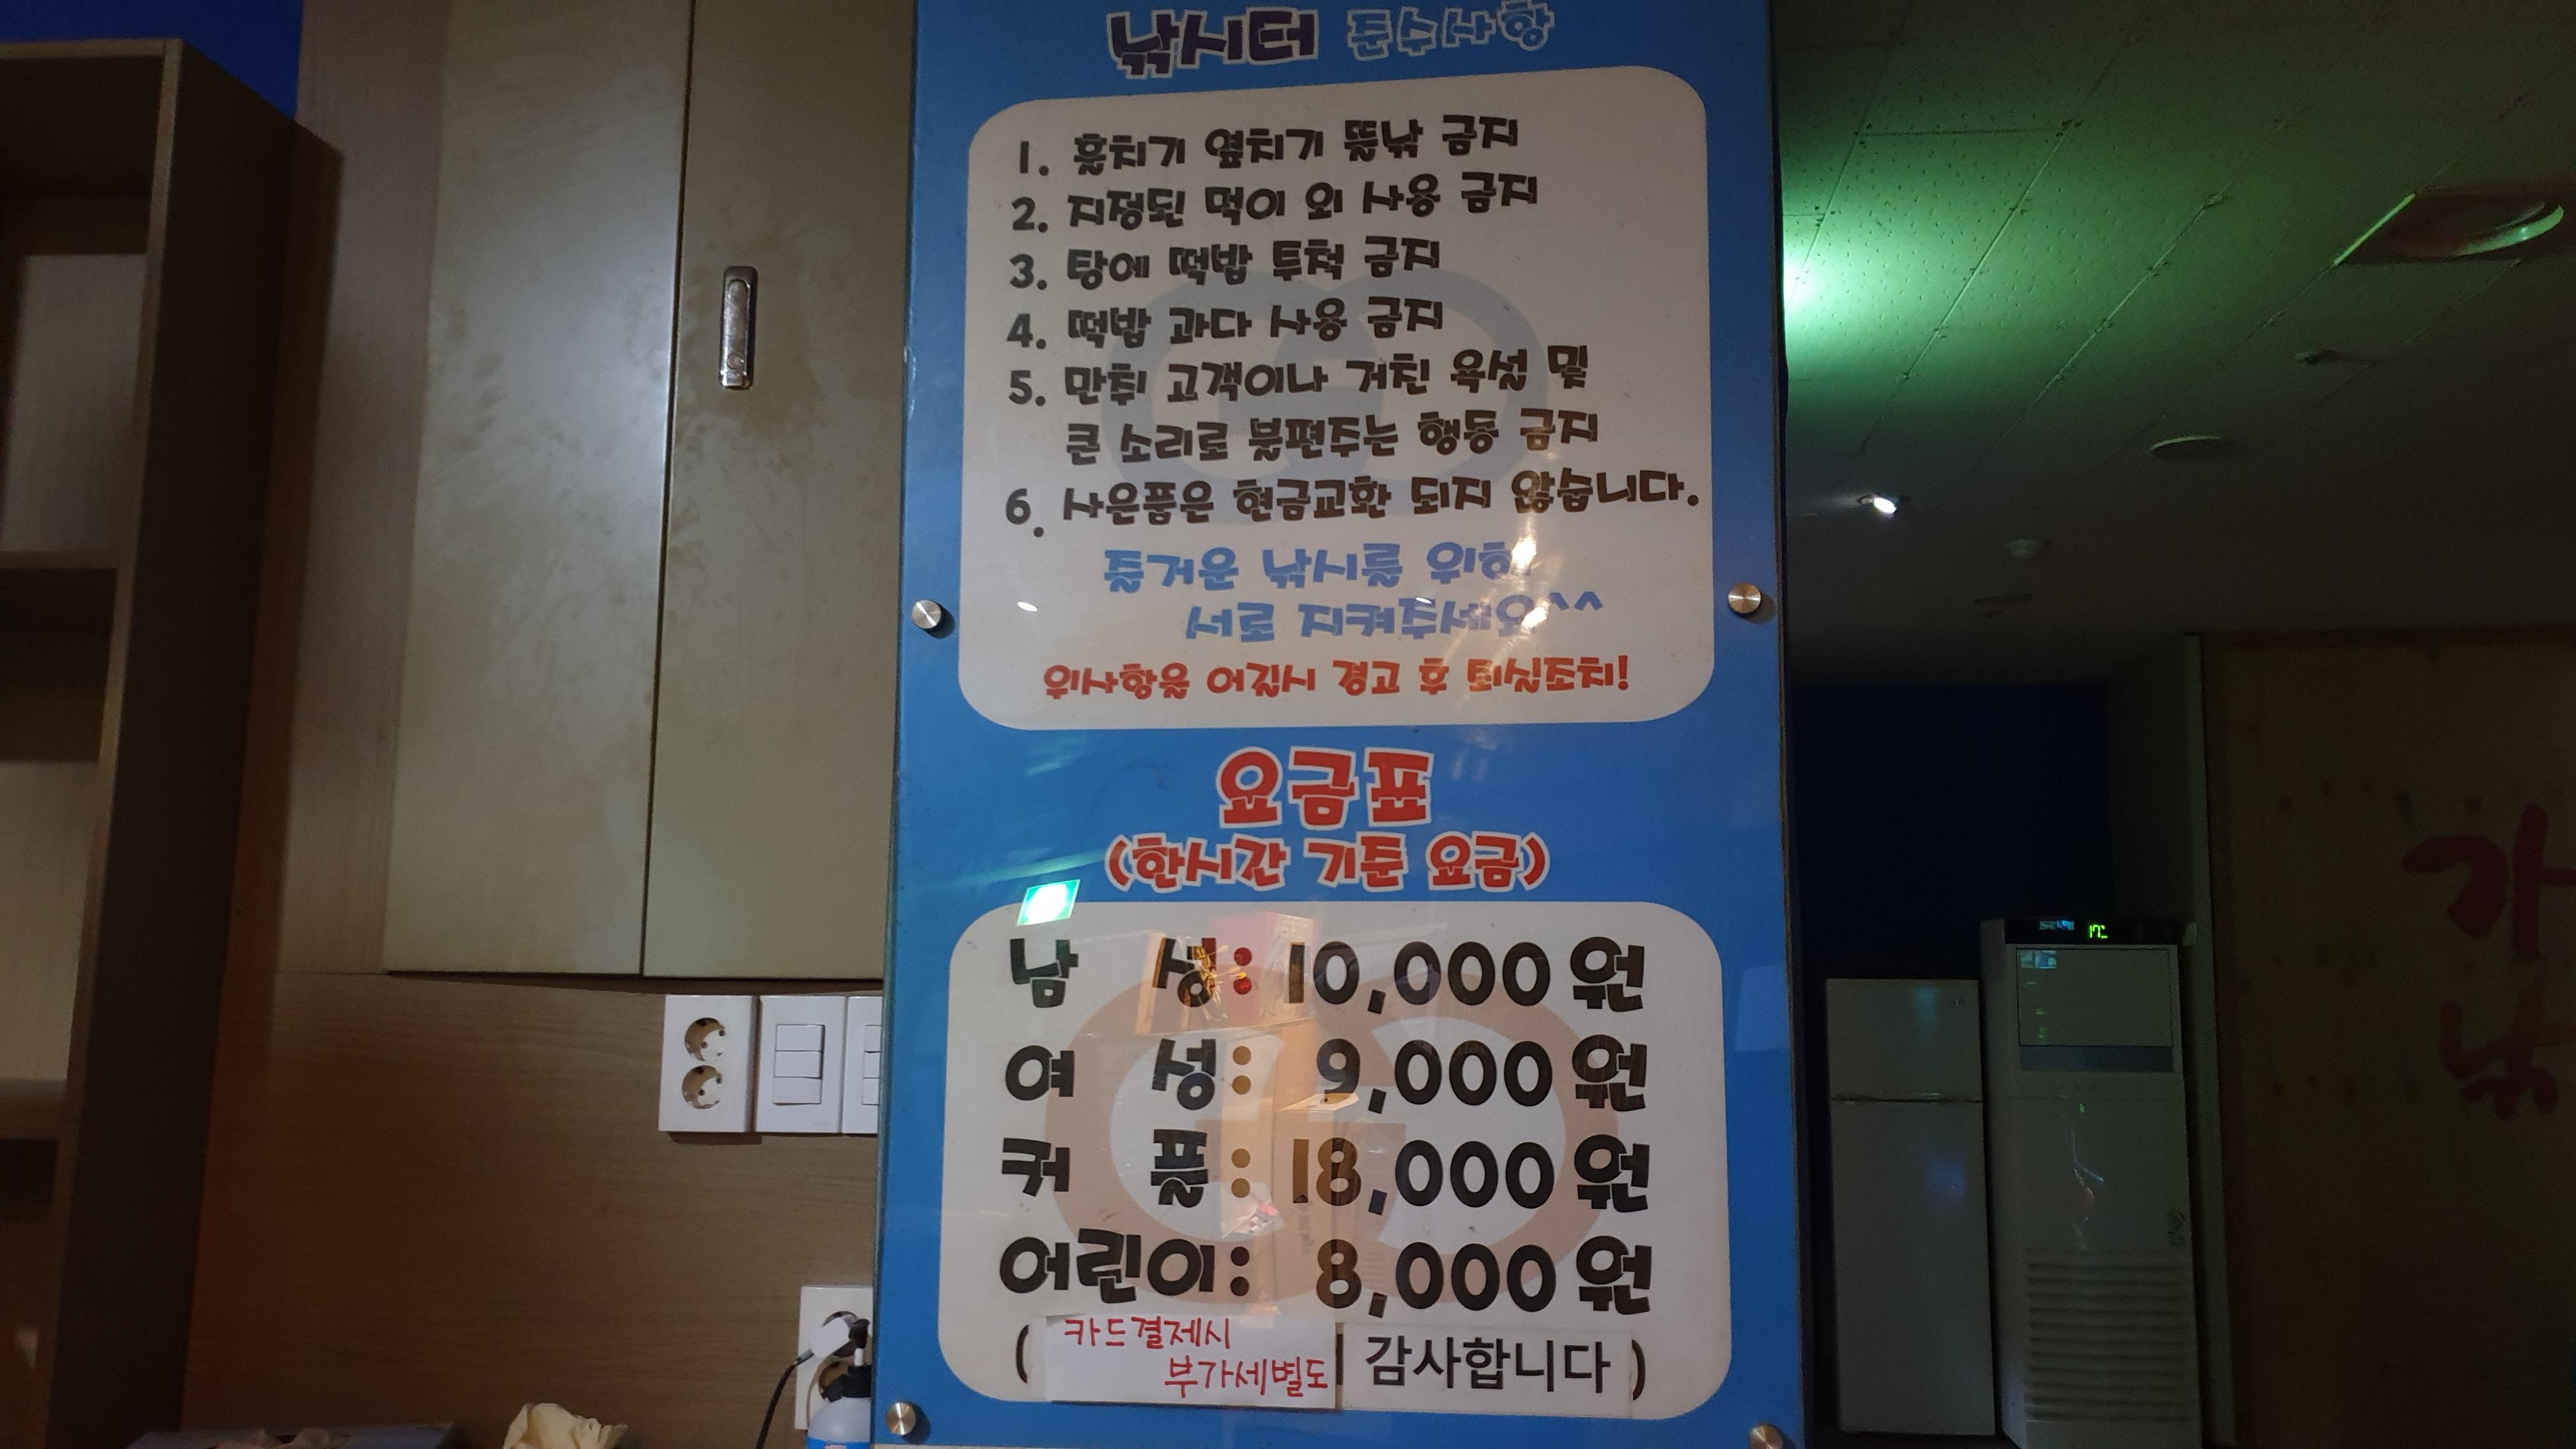 낚시터 준수사항
1. 훑치기 옆치기 뜰낚 금지
2. 지정된 먹이 외 사용 금지
3. 탕에 떡밥 투척 금지
4. 떡밥 과다 사용 금지
5. 만취 고객이나 거친 욕설 및
큰 소리로 불편주는 행동 금지
6. 사은품은 현금교환 되지 않습니다.
즐거운 낚시를 위해
서로 지켜주세요^^
위사항을 어길시 경고 후 퇴실조치!
요금표
(한시간 기준 요금)
남 성: 10,000원
여 성: 9,000원
커 플: 18,000원
어린이: 8,000원
( 카드결제시
부가세별도 감사합니다 )
가
낚